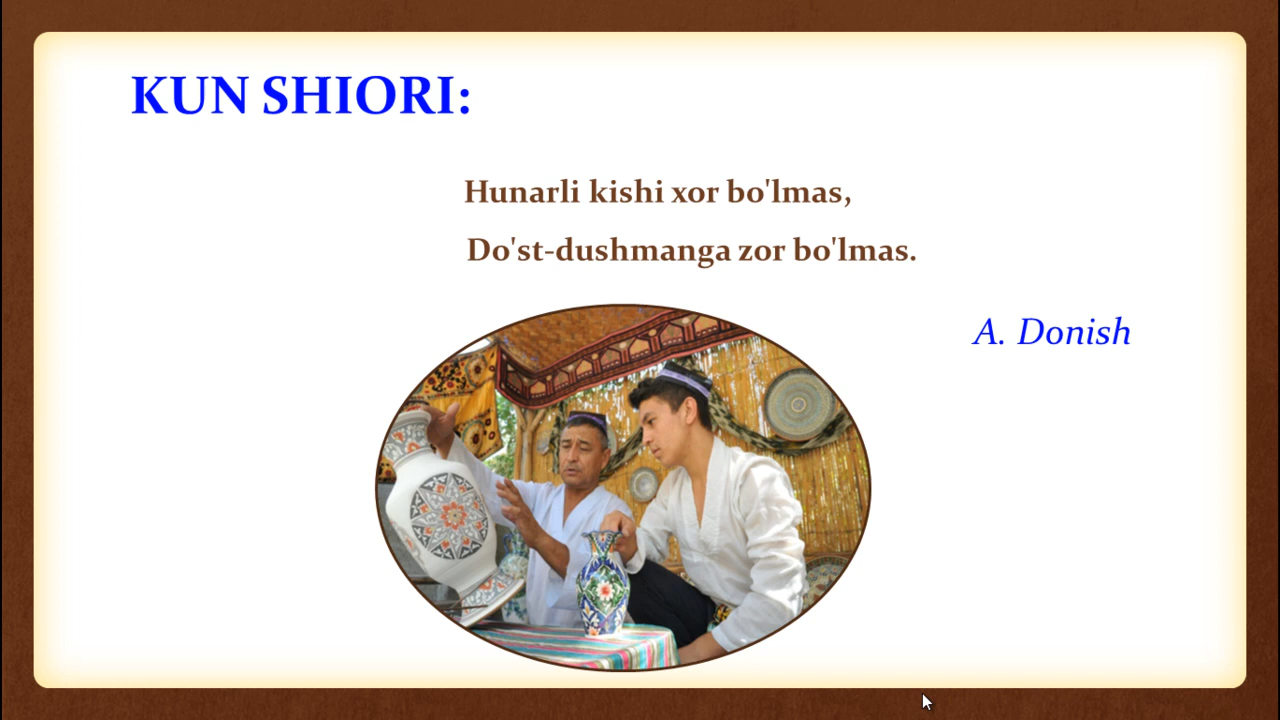 KUN SHIORI:
Hunarli kishi xor bo'lmas,
Do'st-dushmanga zor bo'lmas.
A. Donish